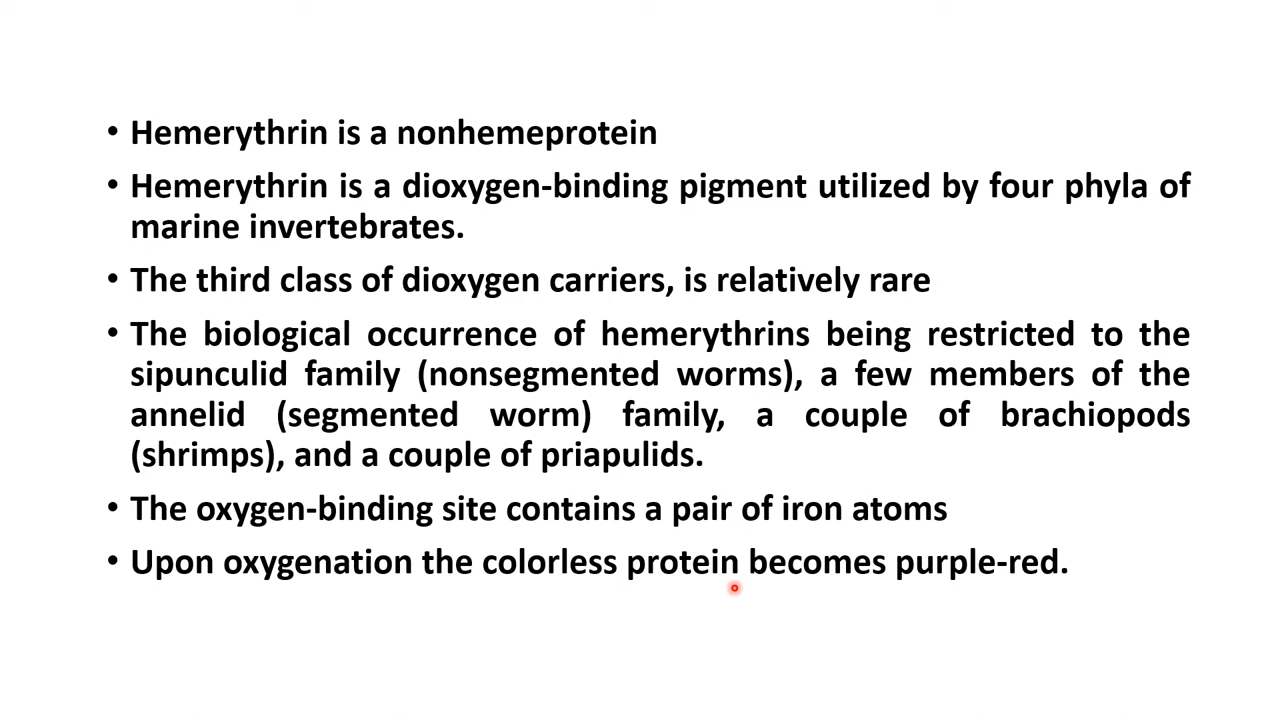 • Hemerythrin is a nonhemeprotein
• Hemerythrin is a dioxygen-binding pigment utilized by four phyla of
marine invertebrates.
• The third class of dioxygen carriers, is relatively rare
• The biological occurrence of hemerythrins being restricted to the
sipunculid family (nonsegmented worms), a few members of the
annelid (segmented worm) family, a couple of brachiopods
(shrimps), and a couple of priapulids.
• The oxygen-binding site contains a pair of iron atoms
• Upon oxygenation the colorless protein becomes purple-red.